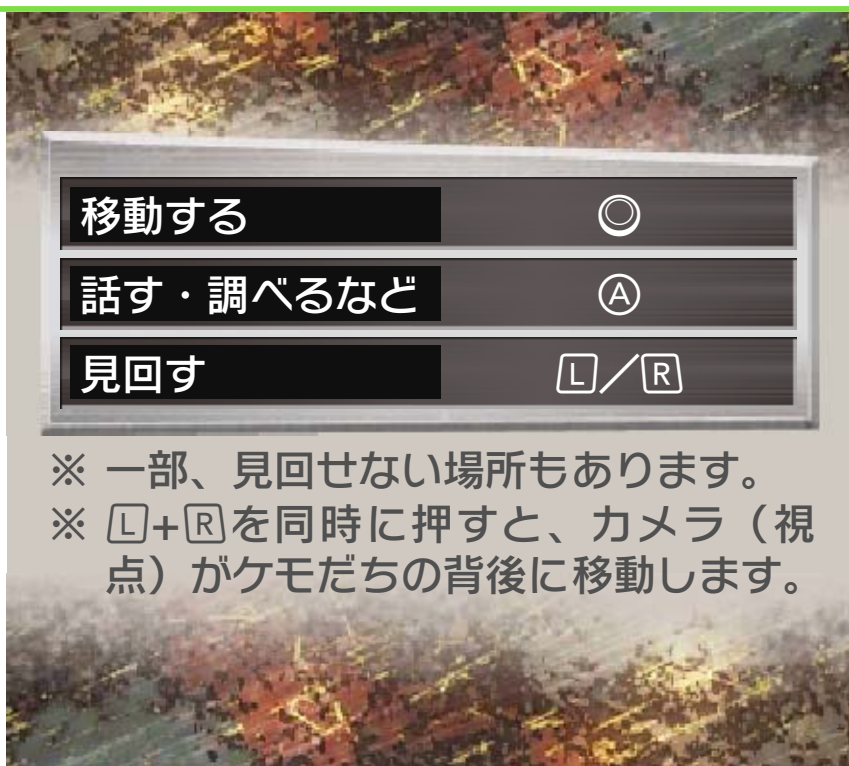 移動する ◎
話す・調べるなど Ⓐ
見回す L／R
※ 一部、見回せない場所もあります。
※ L+Rを同時に押すと、カメラ（視
点）がケモだちの背後に移動します。